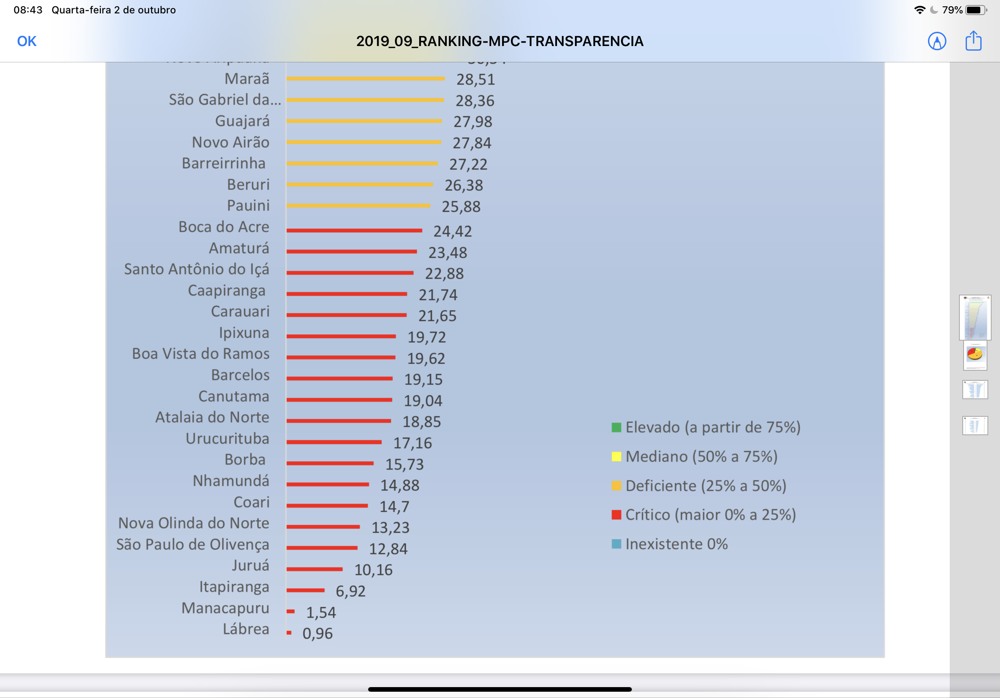 08:43 Quarta-feira 2 de outubro 79%
OK 2019_09_RANKING-MPC-TRANSPARENCIA
Maraã 28,51
São Gabriel da... 28,36
Guajará 27,98
Novo Airão 27,84
Barreirrinha 27,22
Beruri 26,38
Pauini 25,88
Boca do Acre 24,42
Amaturá 23,48
Santo Antônio do Içá 22,88
Caapiranga 21,74
Carauari 21,65
Ipixuna 19,72
Boa Vista do Ramos 19,62
Barcelos 19,15
Canutama 19,04
Atalaia do Norte 18,85
Urucurituba 17,16
Borba 15,73
Nhamundá 14,88
Coari 14,7
Nova Olinda do Norte 13,23
São Paulo de Olivença 12,84
Juruá 10,16
Itapiranga 6,92
Manacapuru 1,54
Lábrea 0,96
Elevado (a partir de 75%)
Mediano (50% a 75%)
Deficiente (25% a 50%)
Crítico (maior 0% a 25%)
Inexistente 0%